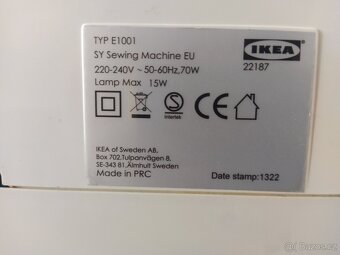 TYP E1001
SY Sewing Machine EU
220-240V ~ 50-60Hz,70W
Lamp Max 15W
IKEA
22187
S
Intertek
CE
IKEA of Sweden AB,
Box 702,Tulpanvägen 8,
SE-343 81,Älmhult Sweden
Made in PRC
Date stamp:1322